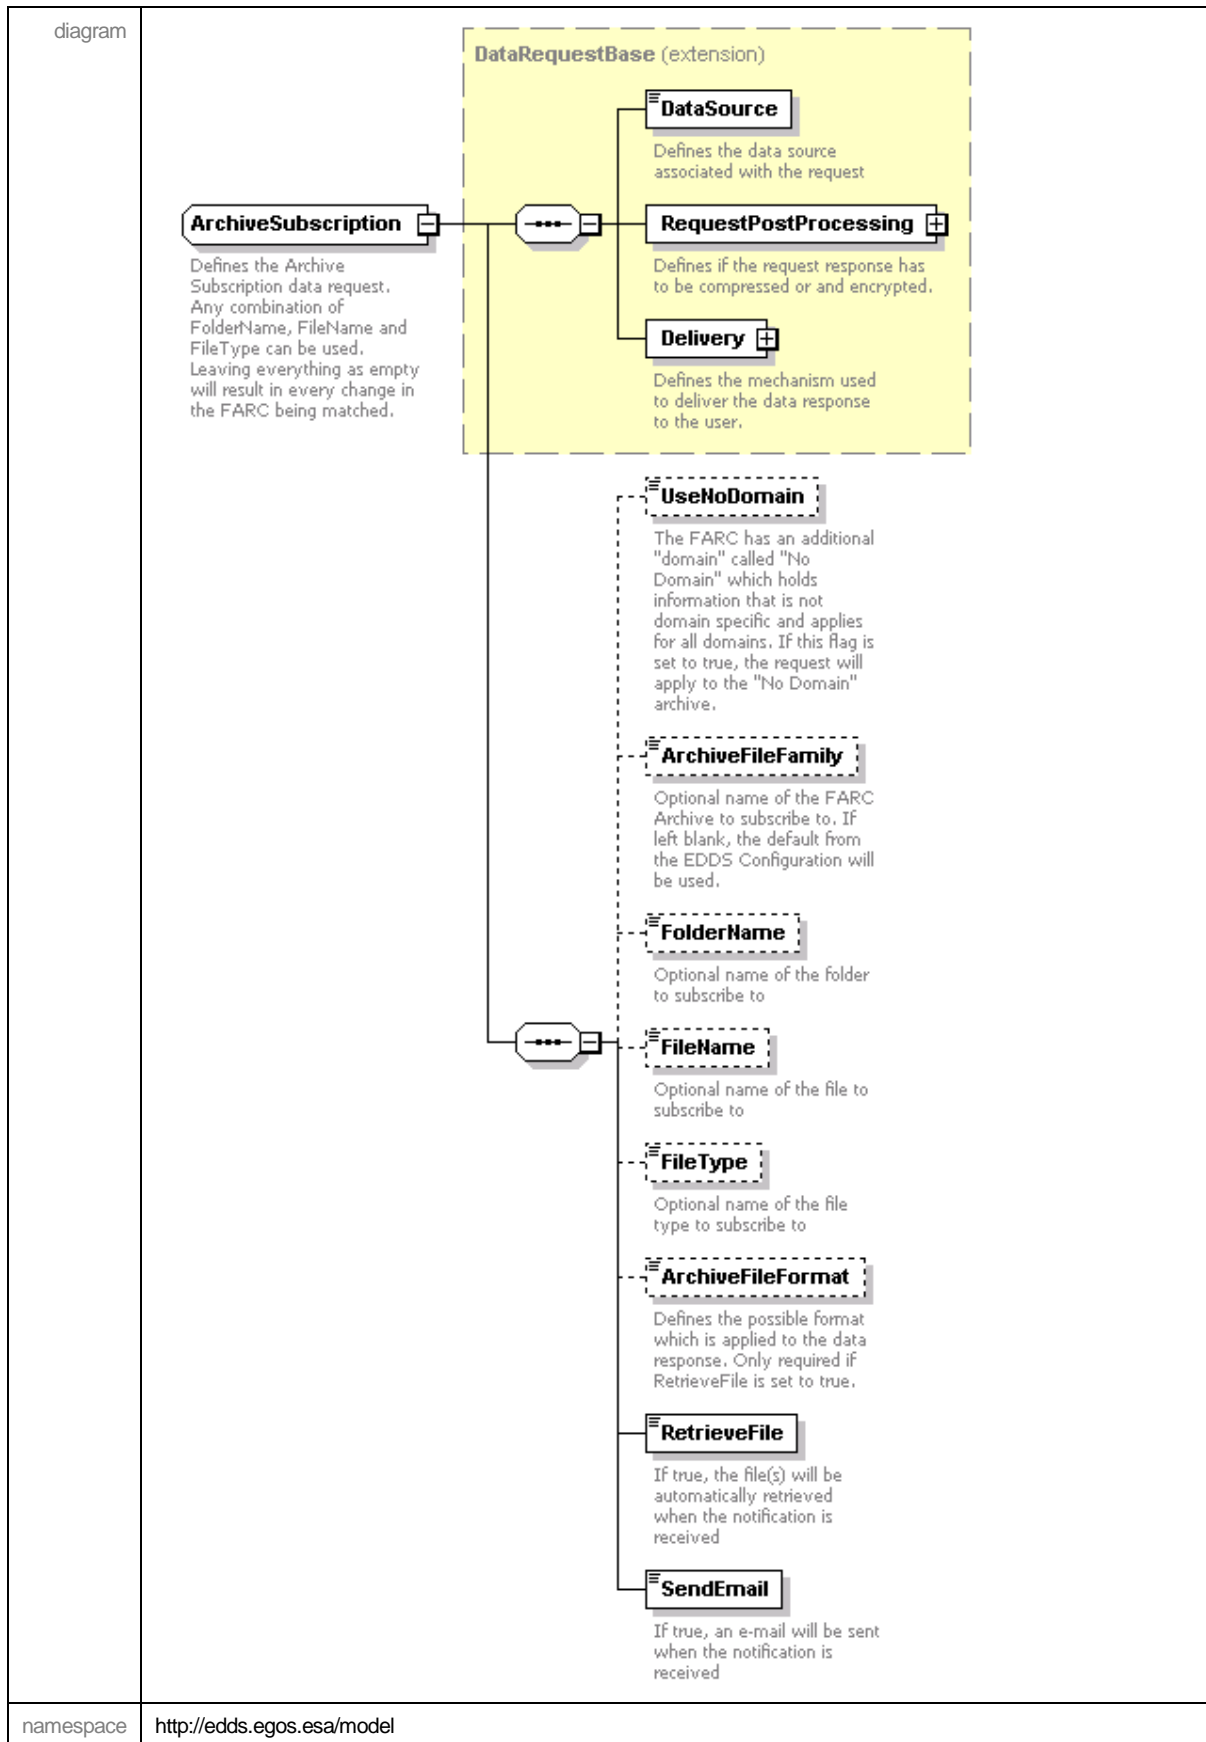 diagram
DataRequestBase (extension)
DataSource
Defines the data source
associated with the request
ArchiveSubscription
Defines the Archive
Subscription data request.
Any combination of
FolderName, FileName and
FileType can be used.
Leaving everything as empty
will result in every change in
the FARC being matched.
RequestPostProcessing
Defines if the request response has
to be compressed or and encrypted.
Delivery
Defines the mechanism used
to deliver the data response
to the user.
UseNoDomain
The FARC has an additional
"domain" called "No
Domain" which holds
information that is not
domain specific and applies
for all domains. If this flag is
set to true, the request will
apply to the "No Domain"
archive.
ArchiveFileFamily
Optional name of the FARC
Archive to subscribe to. If
left blank, the default from
the EDDS Configuration will
be used.
FolderName
Optional name of the folder
to subscribe to
FileName
Optional name of the file to
subscribe to
FileType
Optional name of the file
type to subscribe to
ArchiveFileFormat
Defines the possible format
which is applied to the data
response. Only required if
RetrieveFile is set to true.
RetrieveFile
If true, the file(s) will be
automatically retrieved
when the notification is
received
SendEmail
If true, an e-mail will be sent
when the notification is
received
namespace
http://edds.egos.esa/model